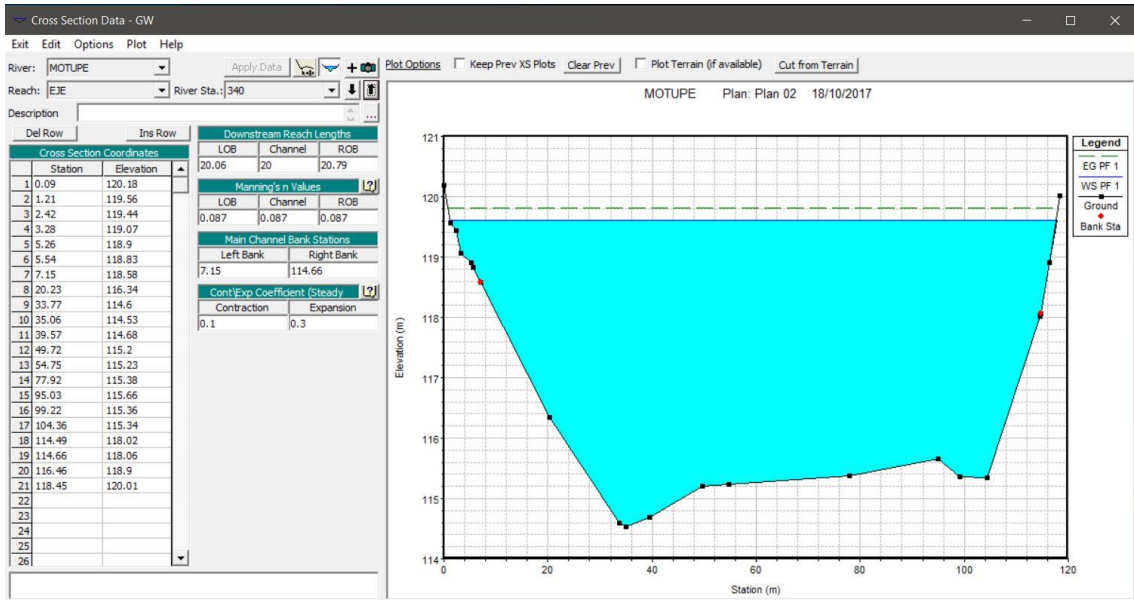 Cross Section Data - GW
Exit Edit Options Plot Help
River: MOTUPE Apply Data +
Reach: EJE River Sta.: 340
Description ...
Del Row Ins Row
Cross Section Coordinates
Station Elevation
1 0.09 120.18
2 1.21 119.56
3 2.42 119.44
4 3.28 119.07
5 5.26 118.9
6 5.54 118.83
7 7.15 118.58
8 20.23 116.34
9 33.77 114.6
10 35.06 114.53
11 39.57 114.68
12 49.72 115.2
13 54.75 115.23
14 77.92 115.38
15 95.03 115.66
16 99.22 115.36
17 104.36 115.34
18 114.49 118.02
19 114.66 118.06
20 116.46 118.9
21 118.45 120.01
22
23
24
25
26
Downstream Reach Lengths
LOB Channel ROB
20.06 20 20.79
Manning's n Values ?
LOB Channel ROB
0.087 0.087 0.087
Main Channel Bank Stations
Left Bank Right Bank
7.15 114.66
Cont\Exp Coefficient (Steady ?
Contraction Expansion
0.1 0.3
Plot Options Keep Prev XS Plots Clear Prev Plot Terrain (if available) Cut from Terrain
MOTUPE Plan: Plan 02 18/10/2017
121
120
119
118
117
116
115
114
Elevation (m)
0 20 40 60 80 100 120
Station (m)
Legend
EG PF 1
WS PF 1
Ground
Bank Sta